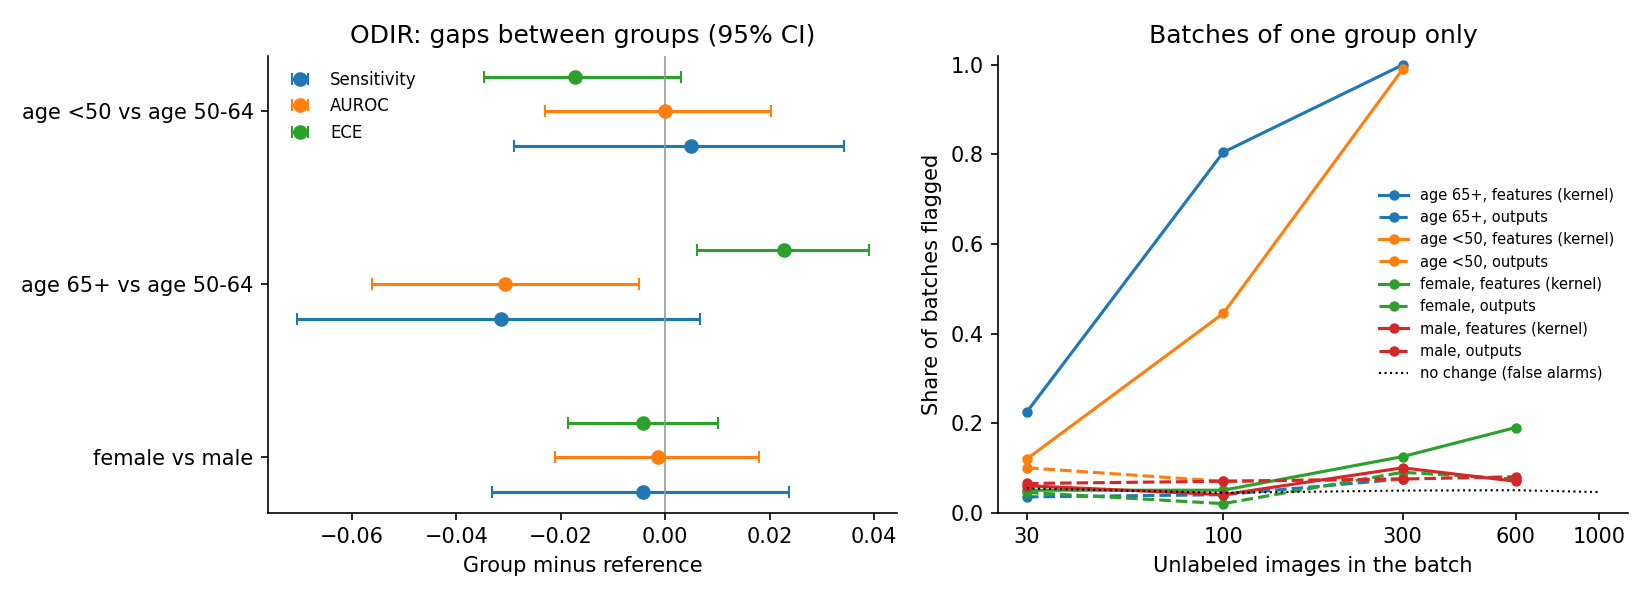 ODIR: gaps between groups (95% CI)
Sensitivity
AUROC
ECE
age <50 vs age 50-64
age 65+ vs age 50-64
female vs male
−0.06
−0.04
−0.02
0.00
0.02
0.04
Group minus reference
Batches of one group only
Share of batches flagged
1.0
0.8
0.6
0.4
0.2
0.0
age 65+, features (kernel)
age 65+, outputs
age <50, features (kernel)
age <50, outputs
female, features (kernel)
female, outputs
male, features (kernel)
male, outputs
no change (false alarms)
30
100
300
600
1000
Unlabeled images in the batch